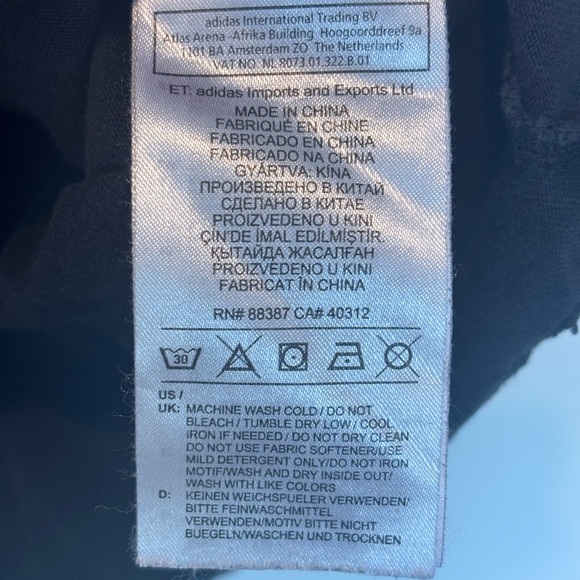 adidas International Trading BV
Atlas Arena -Afrika Building Hoogoorddreef 9a
1101 BA Amsterdam ZO The Netherlands
VAT NO. NL 8073.01.322.B.01
ET: adidas Imports and Exports Ltd
MADE IN CHINA
FABRIQUÉ EN CHINE
FABRICADO EN CHINA
FABRICADO NA CHINA
GYÁRTVA: KÍNA
ПРОИЗВЕДЕНО В КИТАЙ
СДЕЛАНО В КИТАЕ
PROIZVEDENO U KINI
ÇİN'DE İMAL EDİLMİŞTİR.
ҚЫТАЙДА ЖАСАЛҒАН
PROIZVEDENO U KINI
FABRICAT ÎN CHINA
RN# 88387 CA# 40312
30
US /
UK: MACHINE WASH COLD / DO NOT
BLEACH / TUMBLE DRY LOW / COOL
IRON IF NEEDED / DO NOT DRY CLEAN
DO NOT USE FABRIC SOFTENER/USE
MILD DETERGENT ONLY/DO NOT IRON
MOTIF/WASH AND DRY INSIDE OUT/
WASH WITH LIKE COLORS
D: KEINEN WEICHSPUELER VERWENDEN/
BITTE FEINWASCHMITTEL
VERWENDEN/MOTIV BITTE NICHT
BUEGELN/WASCHEN UND TROCKNEN